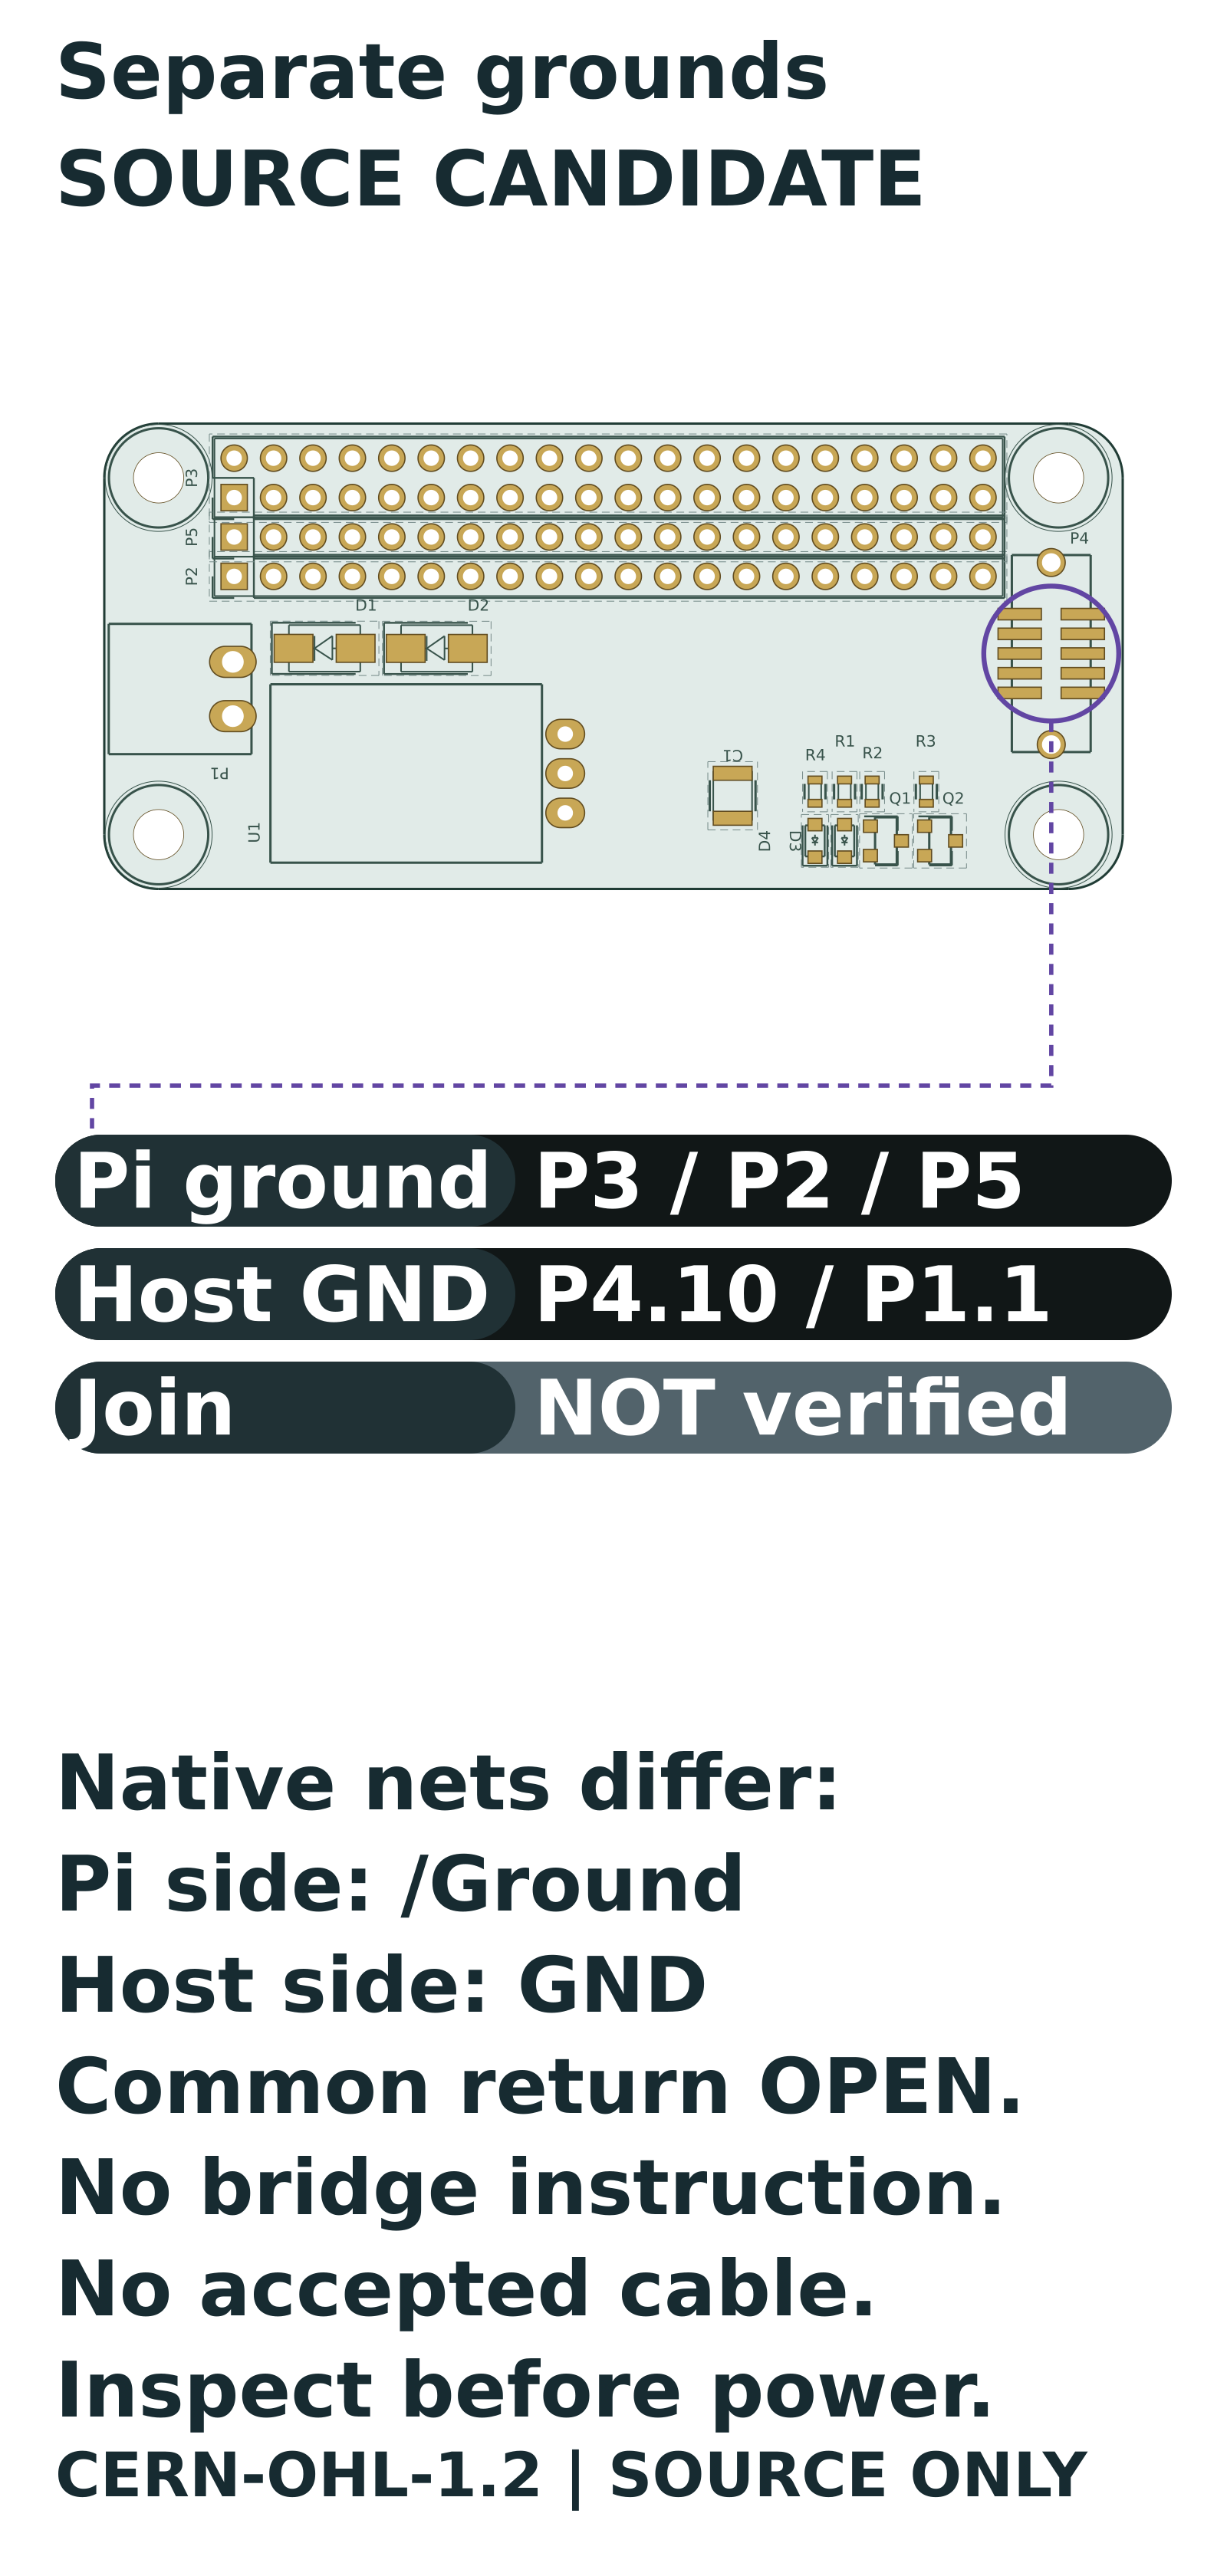 Separate grounds
SOURCE CANDIDATE
P3
P5
P2
P4
D1 D2
P1
U1
C1
R4 R1 R2 R3
Q1 Q2
D4 D3
Pi ground P3 / P2 / P5
Host GND P4.10 / P1.1
Join NOT verified
Native nets differ:
Pi side: /Ground
Host side: GND
Common return OPEN.
No bridge instruction.
No accepted cable.
Inspect before power.
CERN-OHL-1.2 | SOURCE ONLY